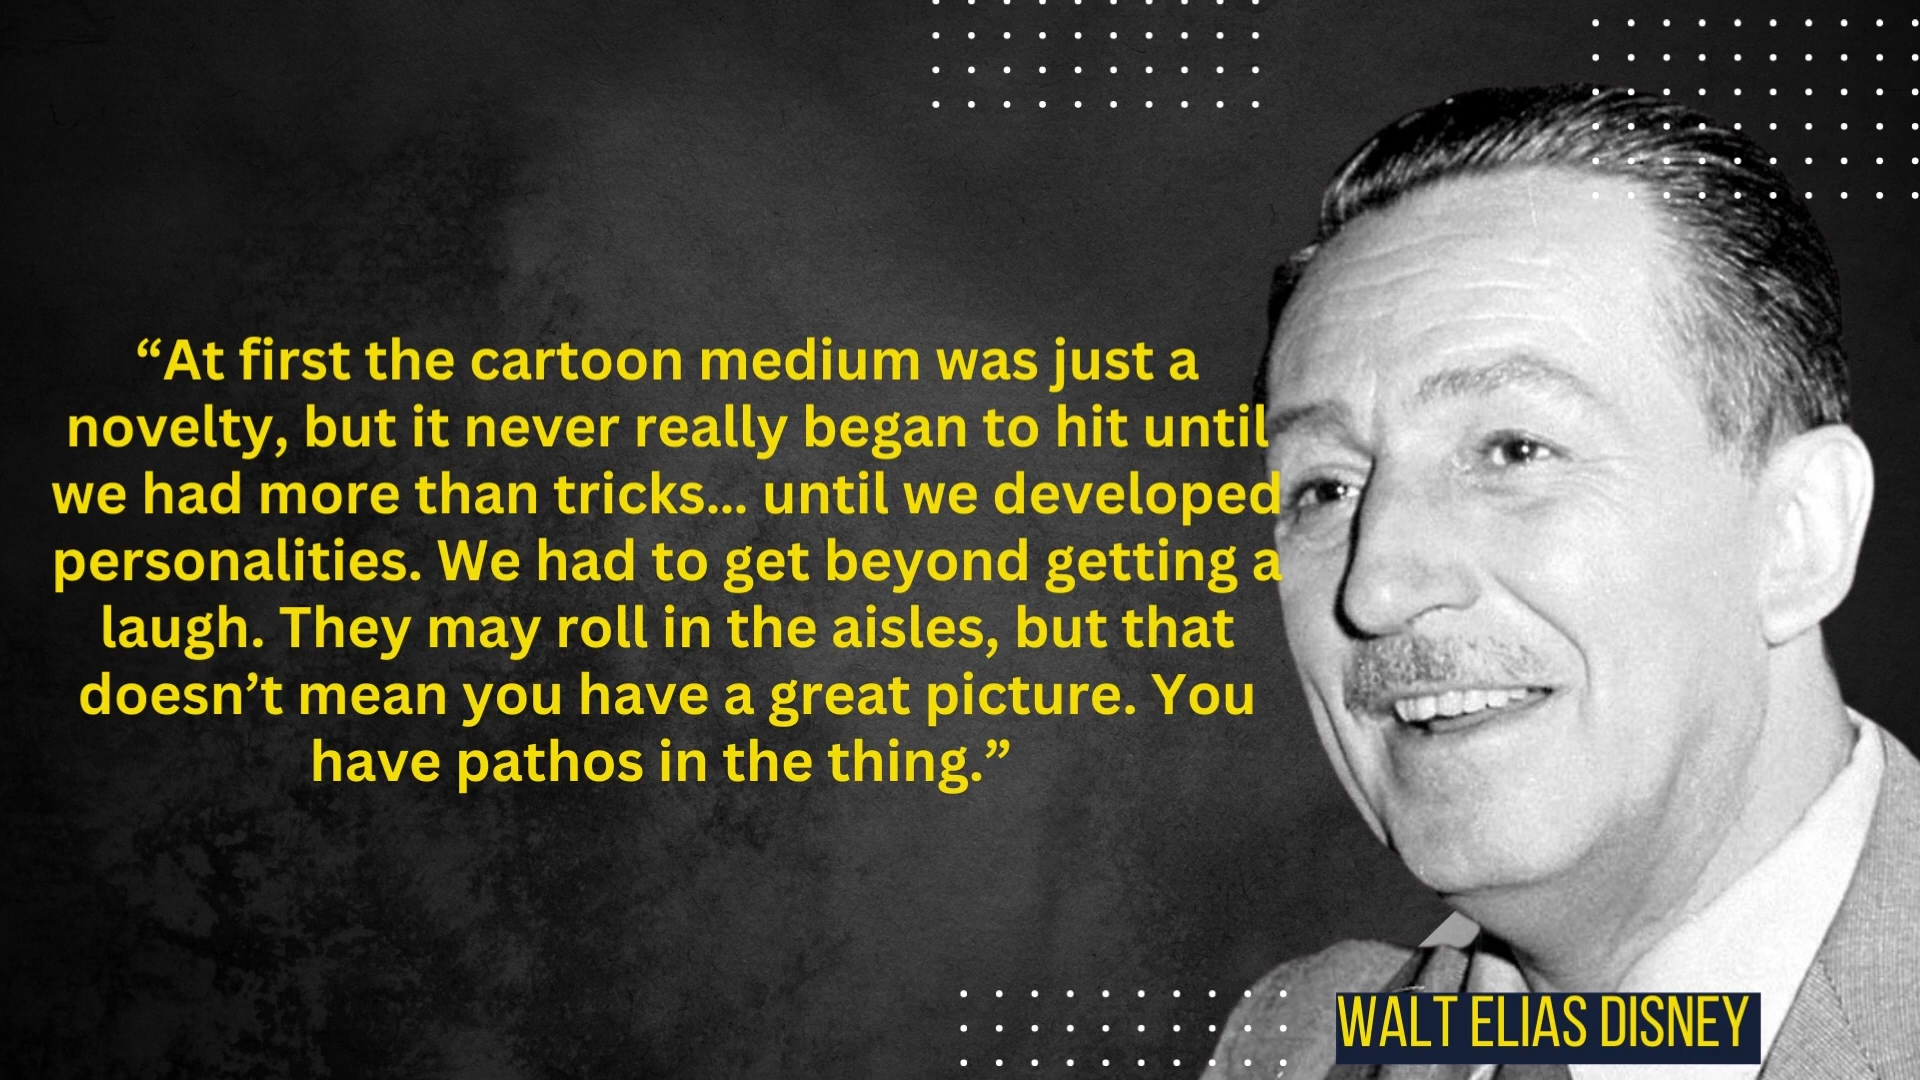 “At first the cartoon medium was just a
novelty, but it never really began to hit until
we had more than tricks... until we developed
personalities. We had to get beyond getting a
laugh. They may roll in the aisles, but that
doesn’t mean you have a great picture. You
have pathos in the thing.”
WALT ELIAS DISNEY